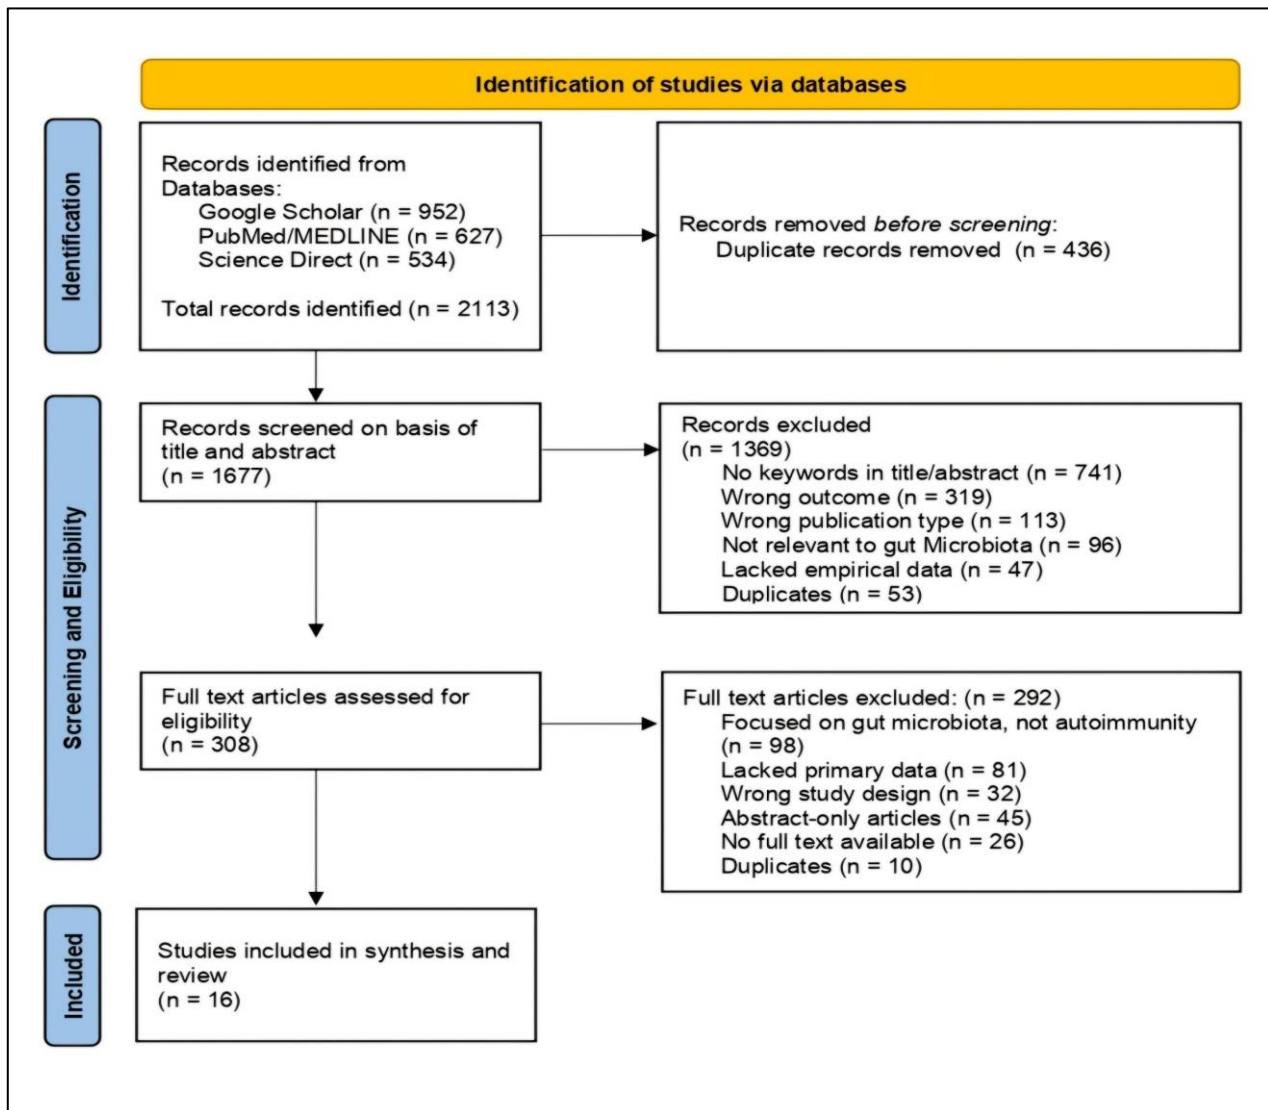 Identification of studies via databases
Identification
Records identified from
Databases:
Google Scholar (n = 952)
PubMed/MEDLINE (n = 627)
Science Direct (n = 534)
Total records identified (n = 2113)
Records removed before screening:
Duplicate records removed (n = 436)
Screening and Eligibility
Records screened on basis of
title and abstract
(n = 1677)
Records excluded
(n = 1369)
No keywords in title/abstract (n = 741)
Wrong outcome (n = 319)
Wrong publication type (n = 113)
Not relevant to gut Microbiota (n = 96)
Lacked empirical data (n = 47)
Duplicates (n = 53)
Full text articles assessed for
eligibility
(n = 308)
Full text articles excluded: (n = 292)
Focused on gut microbiota, not autoimmunity
(n = 98)
Lacked primary data (n = 81)
Wrong study design (n = 32)
Abstract-only articles (n = 45)
No full text available (n = 26)
Duplicates (n = 10)
Included
Studies included in synthesis and
review
(n = 16)